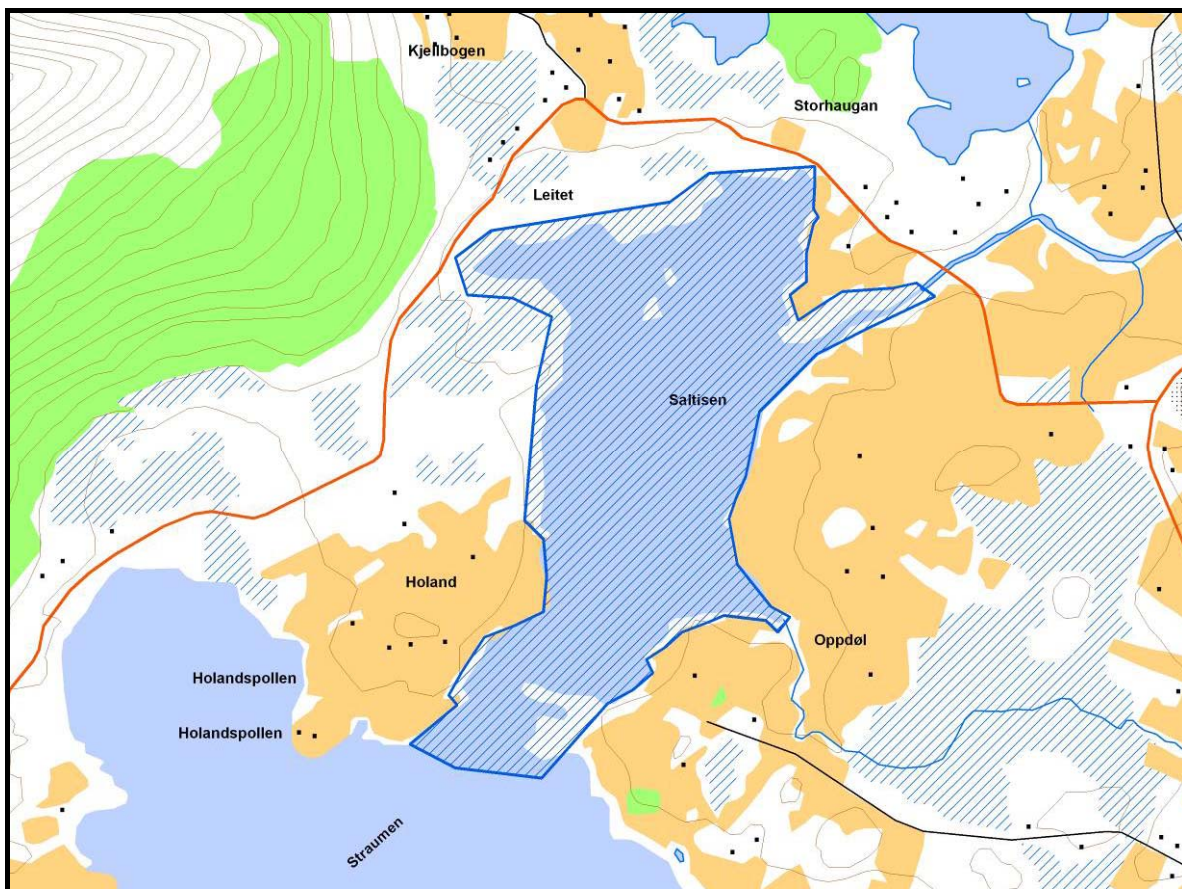 Kjellbogen
Storhaugan
Leitet
Saltisen
Holand
Oppdøl
Holandspollen
Holandspollen
Straumen